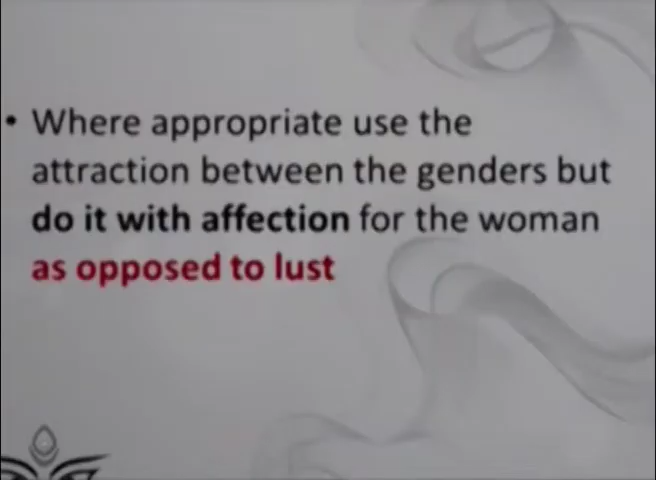 • Where appropriate use the
attraction between the genders but
do it with affection for the woman
as opposed to lust